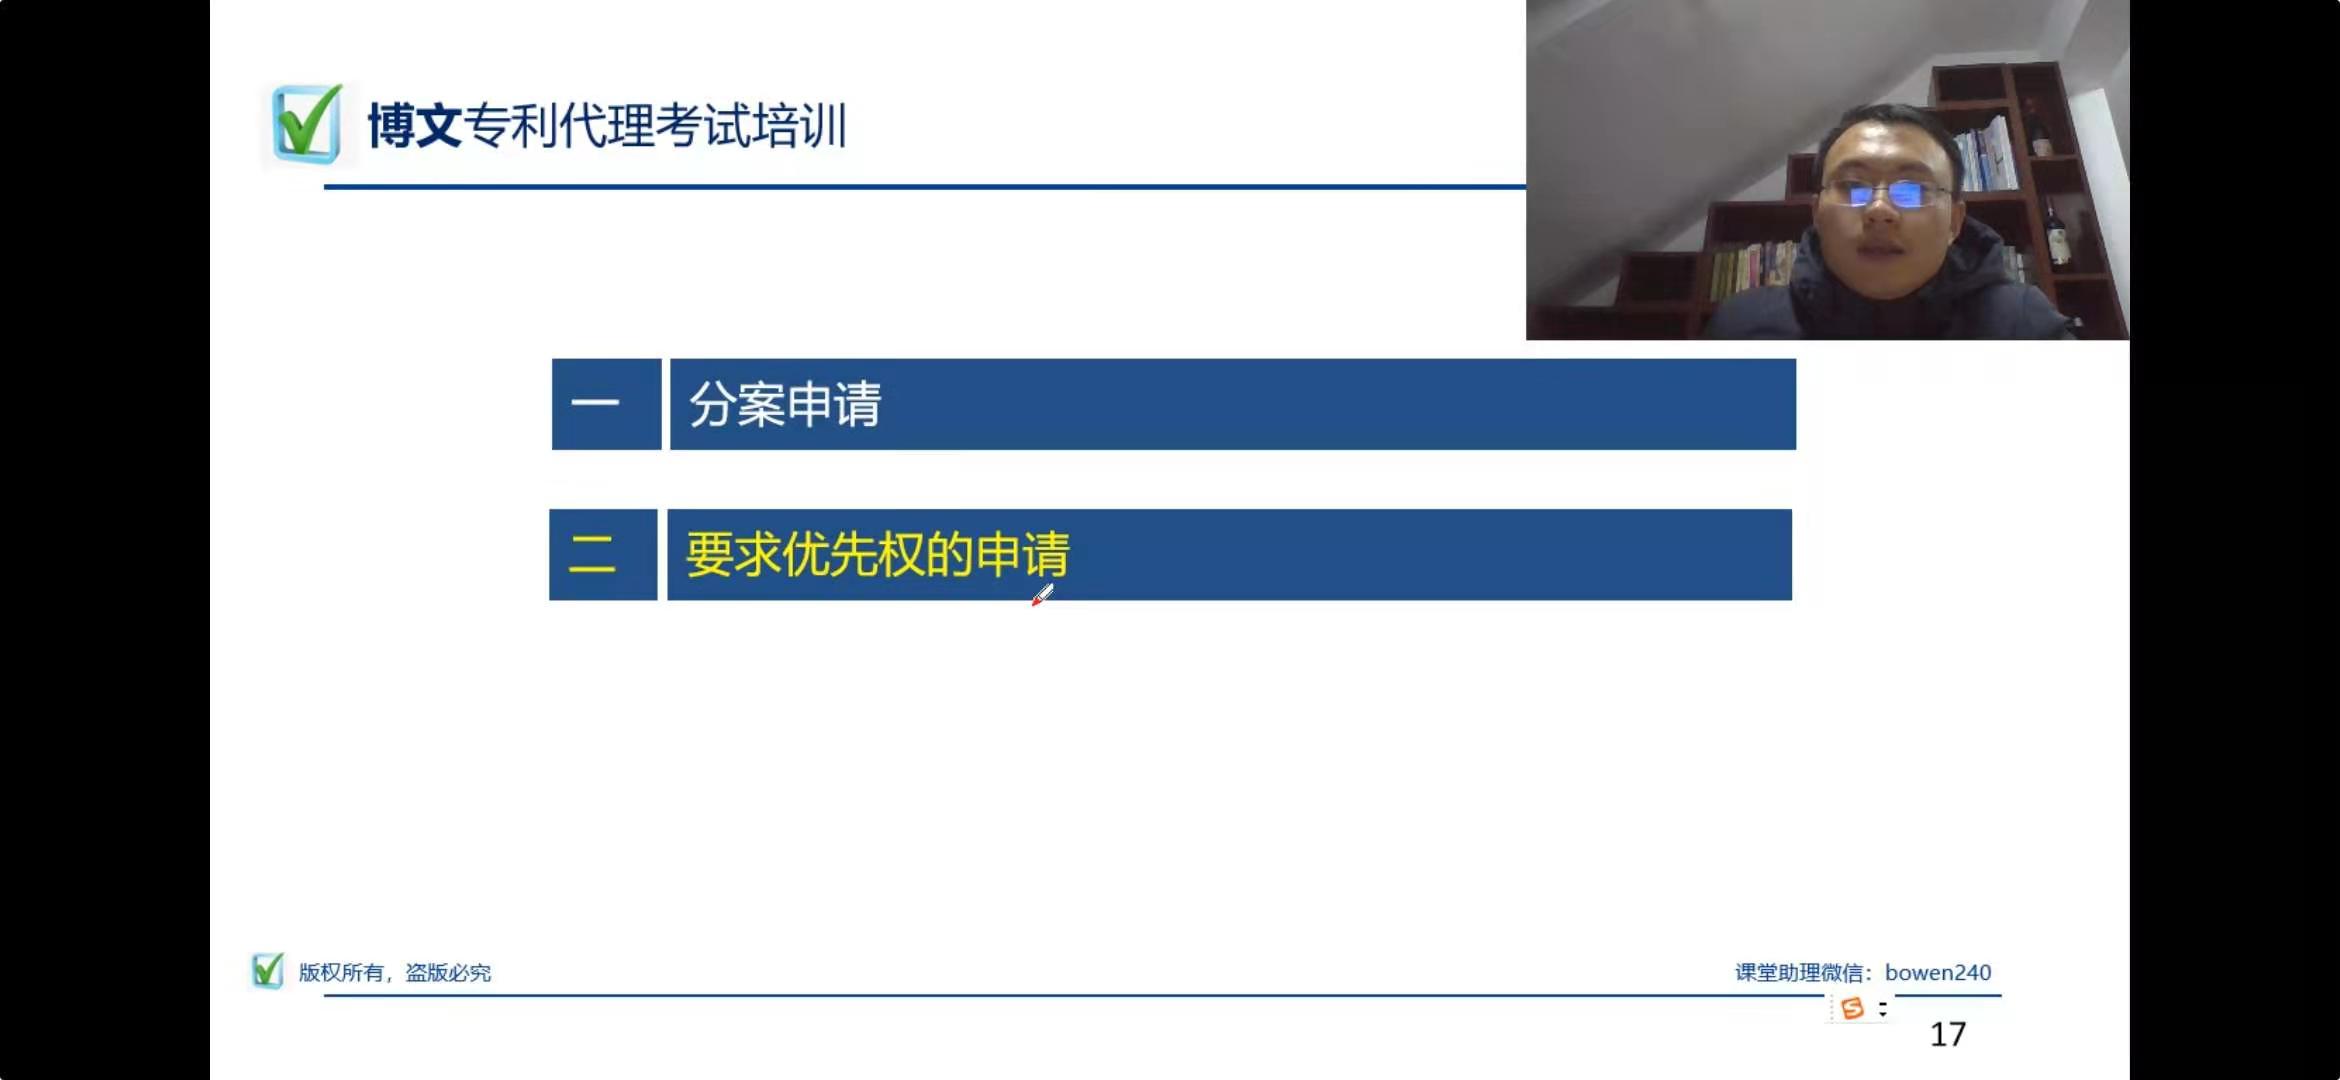 博文专利代理考试培训
一 分案申请
二 要求优先权的申请
版权所有，盗版必究
课堂助理微信：bowen240
17